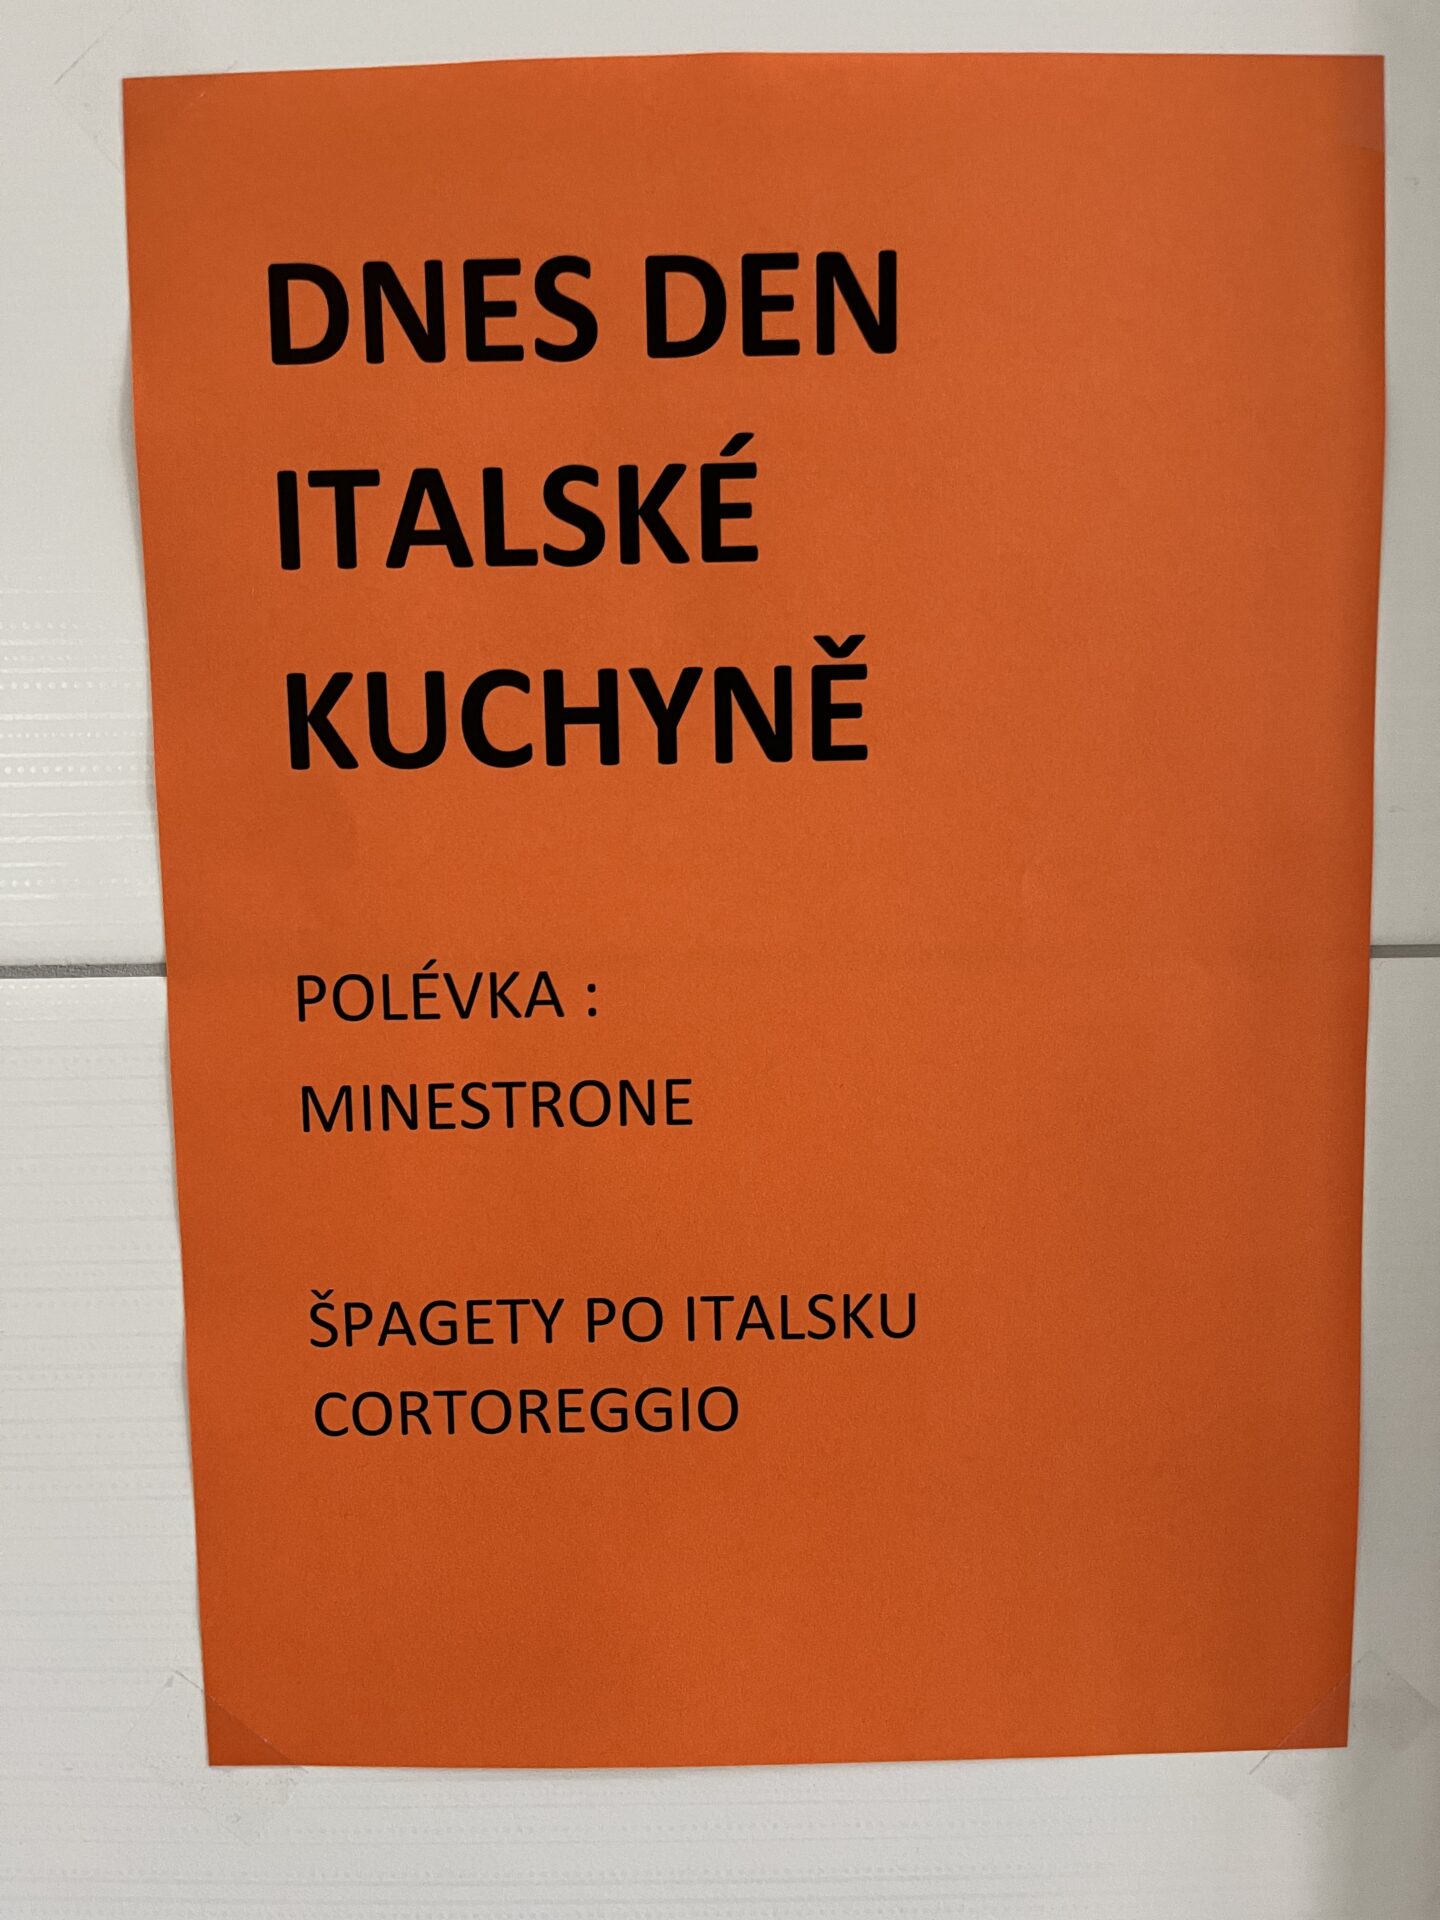 DNES DEN
ITALSKÉ
KUCHYNĚ
POLÉVKA :
MINESTRONE
ŠPAGETY PO ITALSKU
CORTOREGGIO